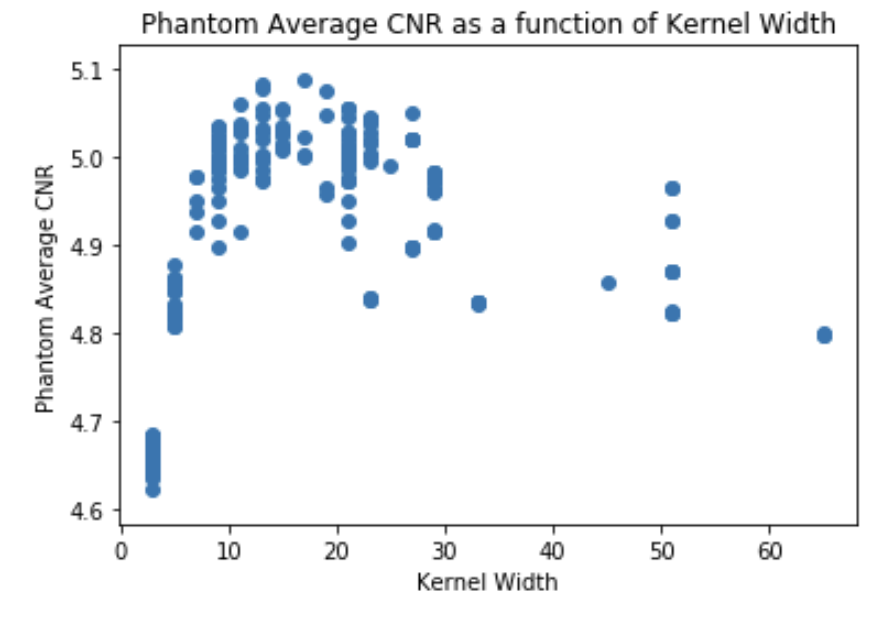 Phantom Average CNR as a function of Kernel Width
5.1
5.0
4.9
4.8
4.7
4.6
Phantom Average CNR
0 10 20 30 40 50 60
Kernel Width